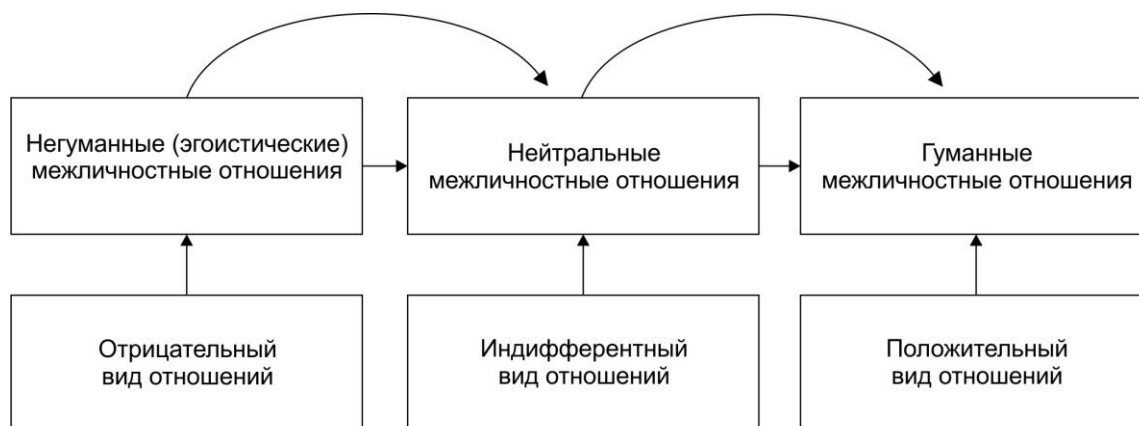 Негуманные (эгоистические)
межличностные отношения
Нейтральные
межличностные отношения
Гуманные
межличностные отношения
Отрицательный
вид отношений
Индифферентный
вид отношений
Положительный
вид отношений